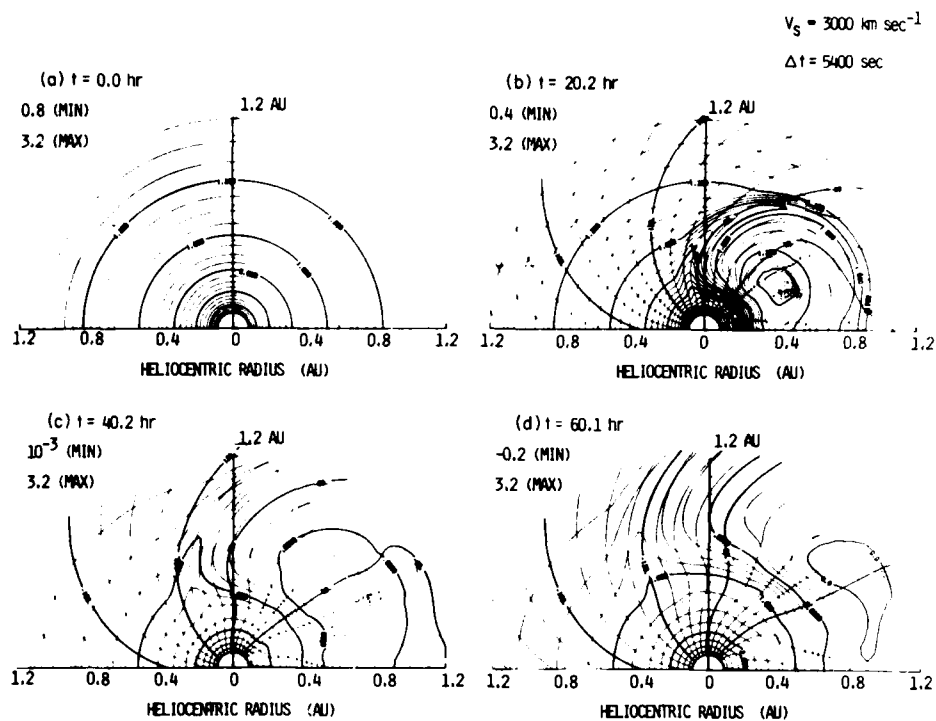 V_S = 3000 km sec⁻¹
Δt = 5400 sec
(a) t = 0.0 hr
0.8 (MIN)
3.2 (MAX)
1.2 AU
1.2 0.8 0.4 0 0.4 0.8 1.2
HELIOCENTRIC RADIUS (AU)
(b) t = 20.2 hr
0.4 (MIN)
3.2 (MAX)
1.2 AU
1.2 0.8 0.4 0 0.4 0.8 1.2
HELIOCENTRIC RADIUS (AU)
(c) t = 40.2 hr
10⁻³ (MIN)
3.2 (MAX)
1.2 AU
1.2 0.8 0.4 0 0.4 0.8 1.2
HELIOCENTRIC RADIUS (AU)
(d) t = 60.1 hr
-0.2 (MIN)
3.2 (MAX)
1.2 AU
1.2 0.8 0.4 0 0.4 0.8 1.2
HELIOCENTRIC RADIUS (AU)